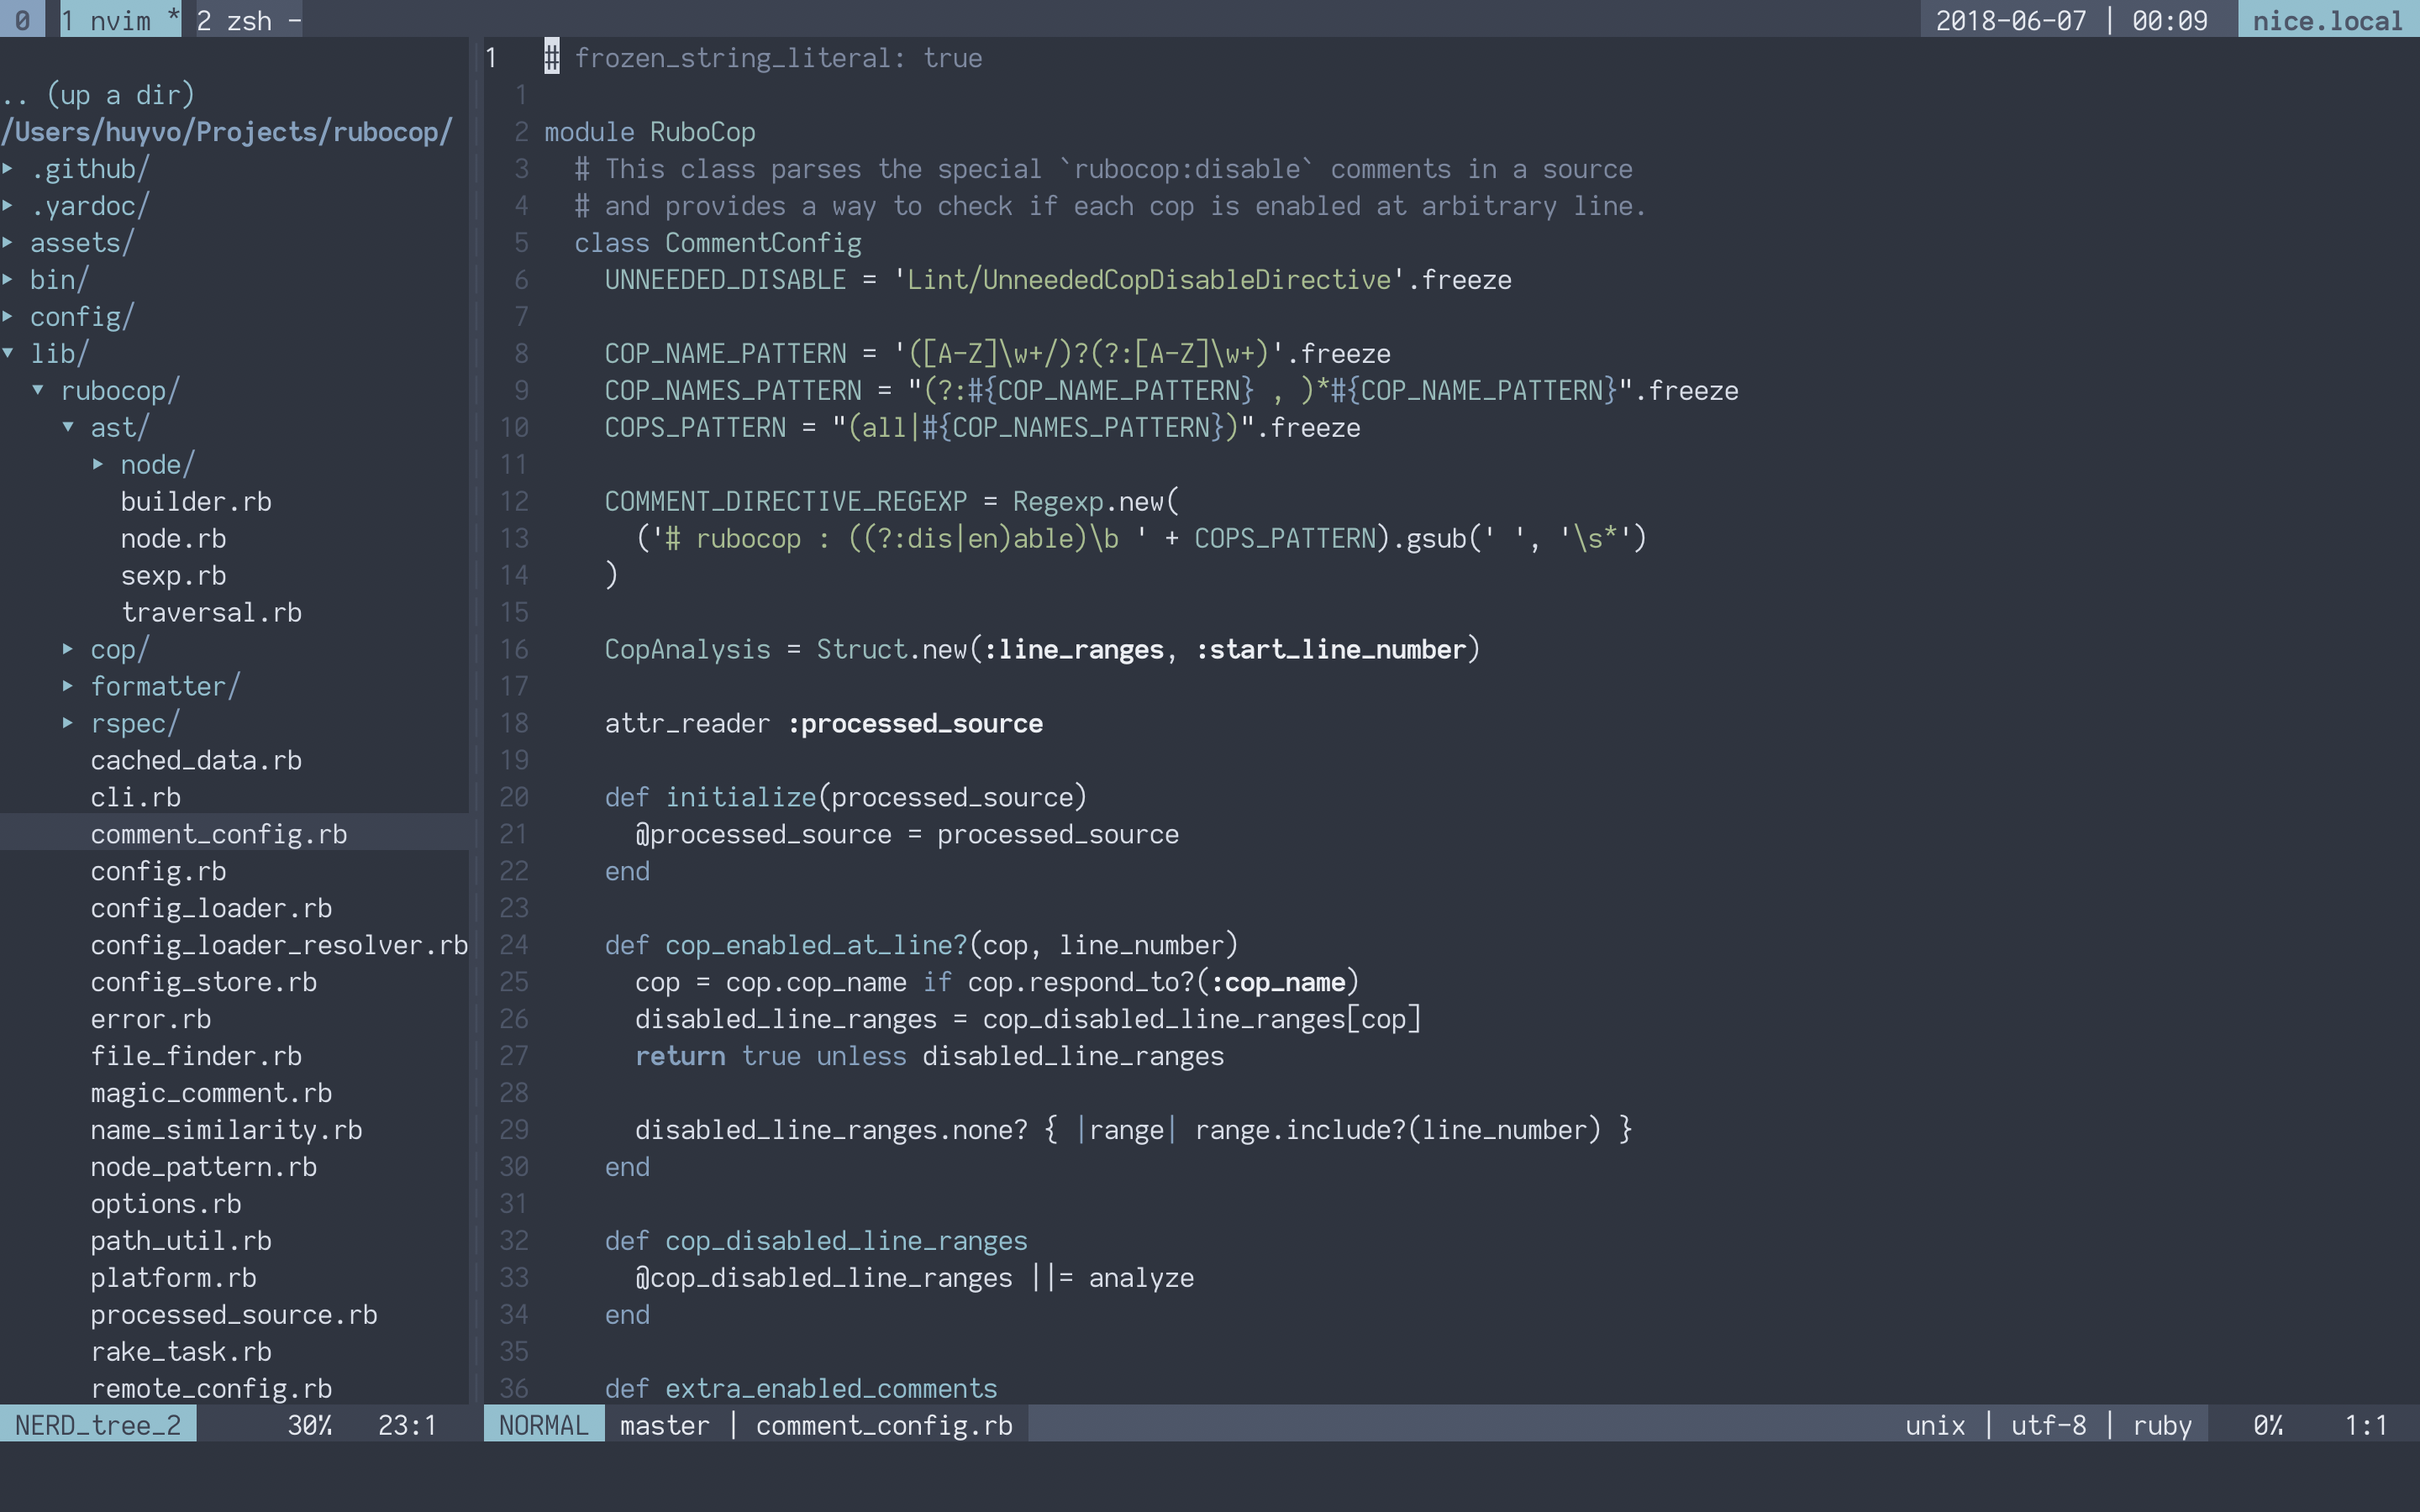 0 1 nvim * 2 zsh - 2018-06-07 | 00:09 nice.local
.. (up a dir)
/Users/huyvo/Projects/rubocop/
▸ .github/
▸ .yardoc/
▸ assets/
▸ bin/
▸ config/
▾ lib/
▾ rubocop/
▾ ast/
▸ node/
builder.rb
node.rb
sexp.rb
traversal.rb
▸ cop/
▸ formatter/
▸ rspec/
cached_data.rb
cli.rb
comment_config.rb
config.rb
config_loader.rb
config_loader_resolver.rb
config_store.rb
error.rb
file_finder.rb
magic_comment.rb
name_similarity.rb
node_pattern.rb
options.rb
path_util.rb
platform.rb
processed_source.rb
rake_task.rb
remote_config.rb
NERD_tree_2 30% 23:1
1 # frozen_string_literal: true
1
2 module RuboCop
3   # This class parses the special `rubocop:disable` comments in a source
4   # and provides a way to check if each cop is enabled at arbitrary line.
5   class CommentConfig
6     UNNEEDED_DISABLE = 'Lint/UnneededCopDisableDirective'.freeze
7
8     COP_NAME_PATTERN = '([A-Z]\w+/)?(?:[A-Z]\w+)'.freeze
9     COP_NAMES_PATTERN = "(?:#{COP_NAME_PATTERN} , )*#{COP_NAME_PATTERN}".freeze
10     COPS_PATTERN = "(all|#{COP_NAMES_PATTERN})".freeze
11
12     COMMENT_DIRECTIVE_REGEXP = Regexp.new(
13       ('# rubocop : ((?:dis|en)able)\b ' + COPS_PATTERN).gsub(' ', '\s*')
14     )
15
16     CopAnalysis = Struct.new(:line_ranges, :start_line_number)
17
18     attr_reader :processed_source
19
20     def initialize(processed_source)
21       @processed_source = processed_source
22     end
23
24     def cop_enabled_at_line?(cop, line_number)
25       cop = cop.cop_name if cop.respond_to?(:cop_name)
26       disabled_line_ranges = cop_disabled_line_ranges[cop]
27       return true unless disabled_line_ranges
28
29       disabled_line_ranges.none? { |range| range.include?(line_number) }
30     end
31
32     def cop_disabled_line_ranges
33       @cop_disabled_line_ranges ||= analyze
34     end
35
36     def extra_enabled_comments
NORMAL master | comment_config.rb unix | utf-8 | ruby 0% 1:1